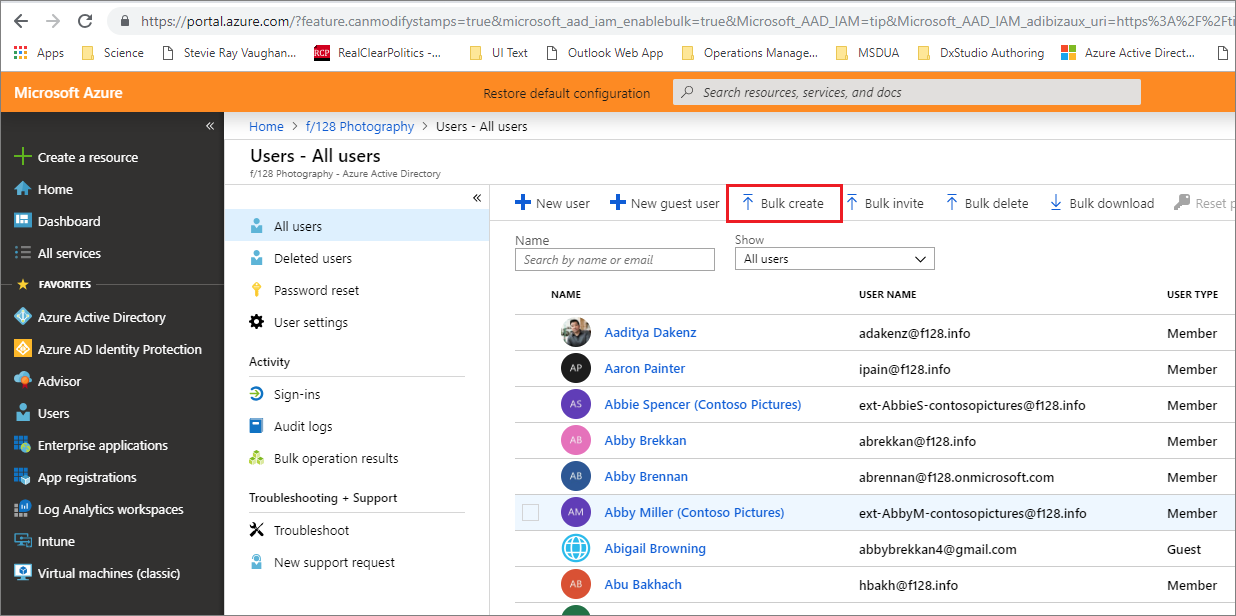 https://portal.azure.com/?feature.canmodifystamps=true&microsoft_aad_iam_enablebulk=true&Microsoft_AAD_IAM=tip&Microsoft_AAD_IAM_adibizaux_uri=https%3A%2F%2Fti
Apps Science Stevie Ray Vaughan... RCP RealClearPolitics -... UI Text Outlook Web App Operations Manage... MSDUA DxStudio Authoring Azure Active Direct...
Microsoft Azure Restore default configuration Search resources, services, and docs
Home > f/128 Photography > Users - All users
Users - All users
f/128 Photography - Azure Active Directory
Create a resource
Home
Dashboard
All services
FAVORITES
Azure Active Directory
Azure AD Identity Protection
Advisor
Users
Enterprise applications
App registrations
Log Analytics workspaces
Intune
Virtual machines (classic)
All users
Deleted users
Password reset
User settings
Activity
Sign-ins
Audit logs
Bulk operation results
Troubleshooting + Support
Troubleshoot
New support request
New user New guest user Bulk create Bulk invite Bulk delete Bulk download Reset p
Name Show
Search by name or email All users
NAME USER NAME USER TYPE
Aaditya Dakenz adakenz@f128.info Member
AP Aaron Painter ipain@f128.info Member
AS Abbie Spencer (Contoso Pictures) ext-AbbieS-contosopictures@f128.info Member
AB Abby Brekkan abrekkan@f128.info Member
AB Abby Brennan abrennan@f128.onmicrosoft.com Member
AM Abby Miller (Contoso Pictures) ext-AbbyM-contosopictures@f128.info Member
Abigail Browning abbybrekkan4@gmail.com Guest
AB Abu Bakhach hbakh@f128.info Member